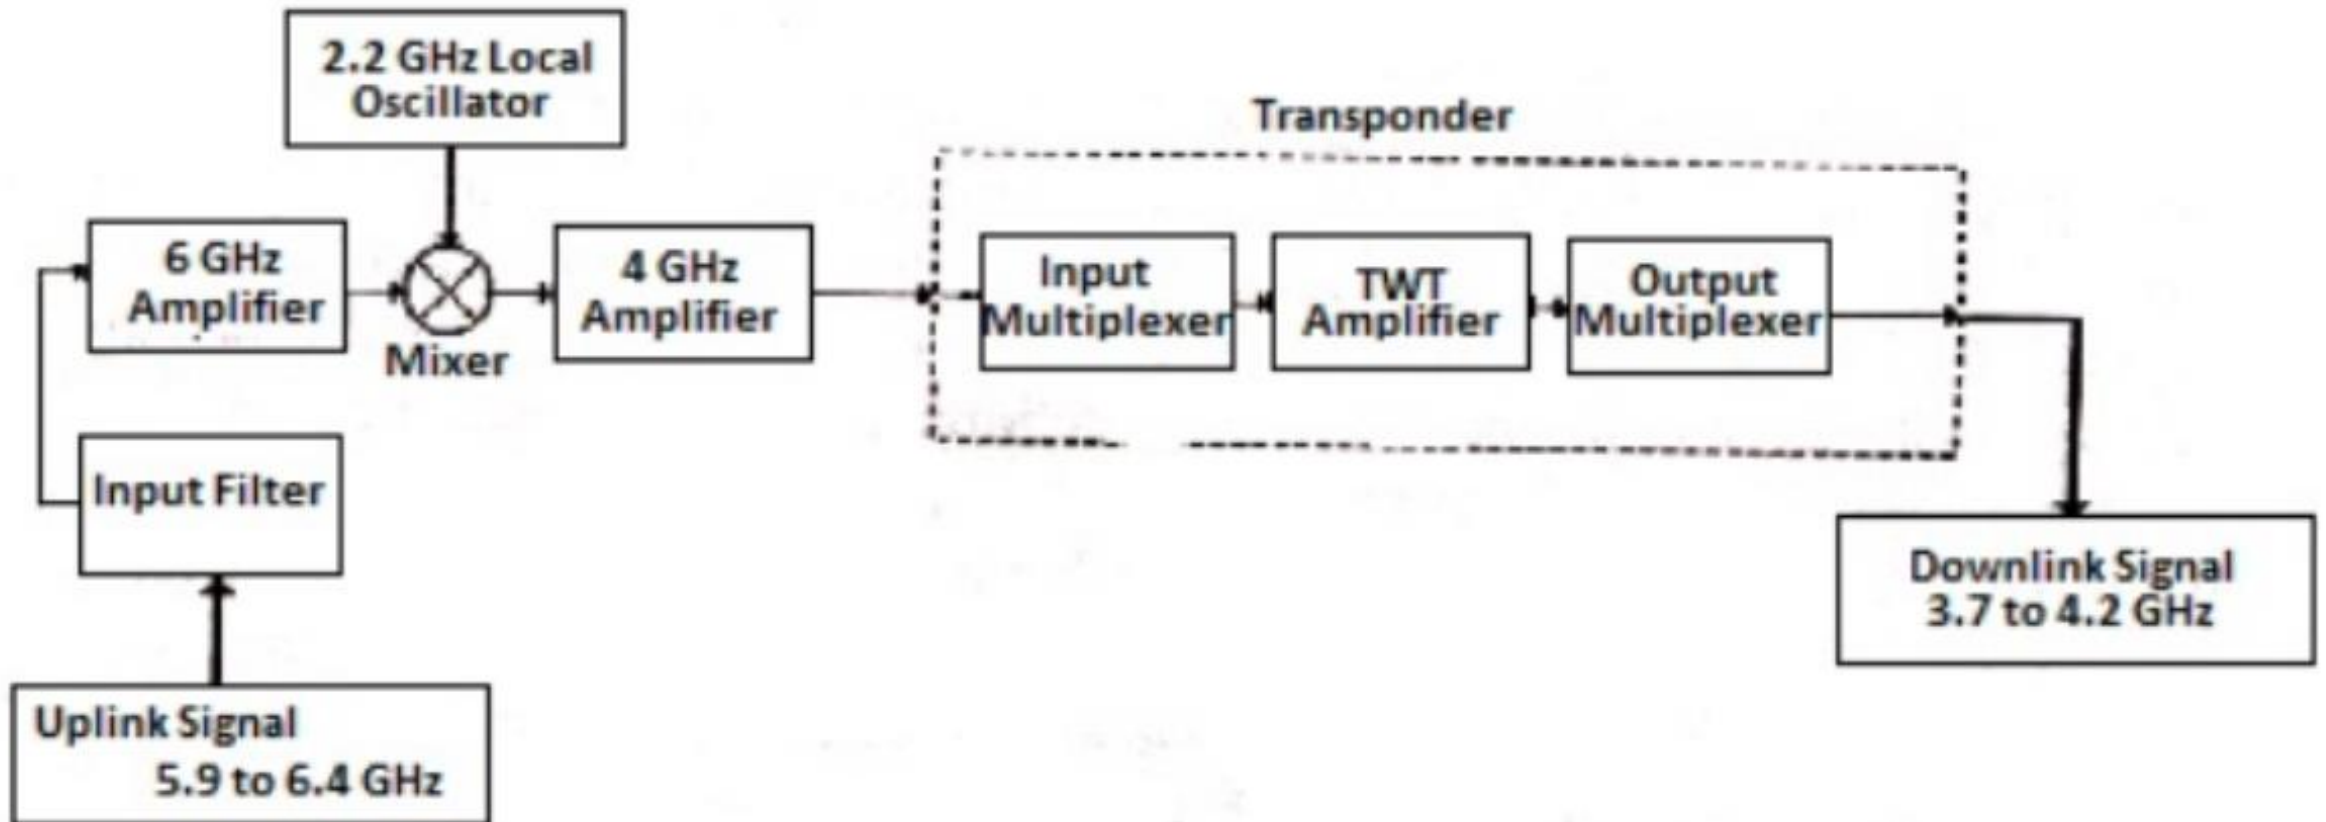 2.2 GHz Local
Oscillator
Transponder
6 GHz
Amplifier
Mixer
4 GHz
Amplifier
Input
Multiplexer
TWT
Amplifier
Output
Multiplexer
Input Filter
Downlink Signal
3.7 to 4.2 GHz
Uplink Signal
5.9 to 6.4 GHz